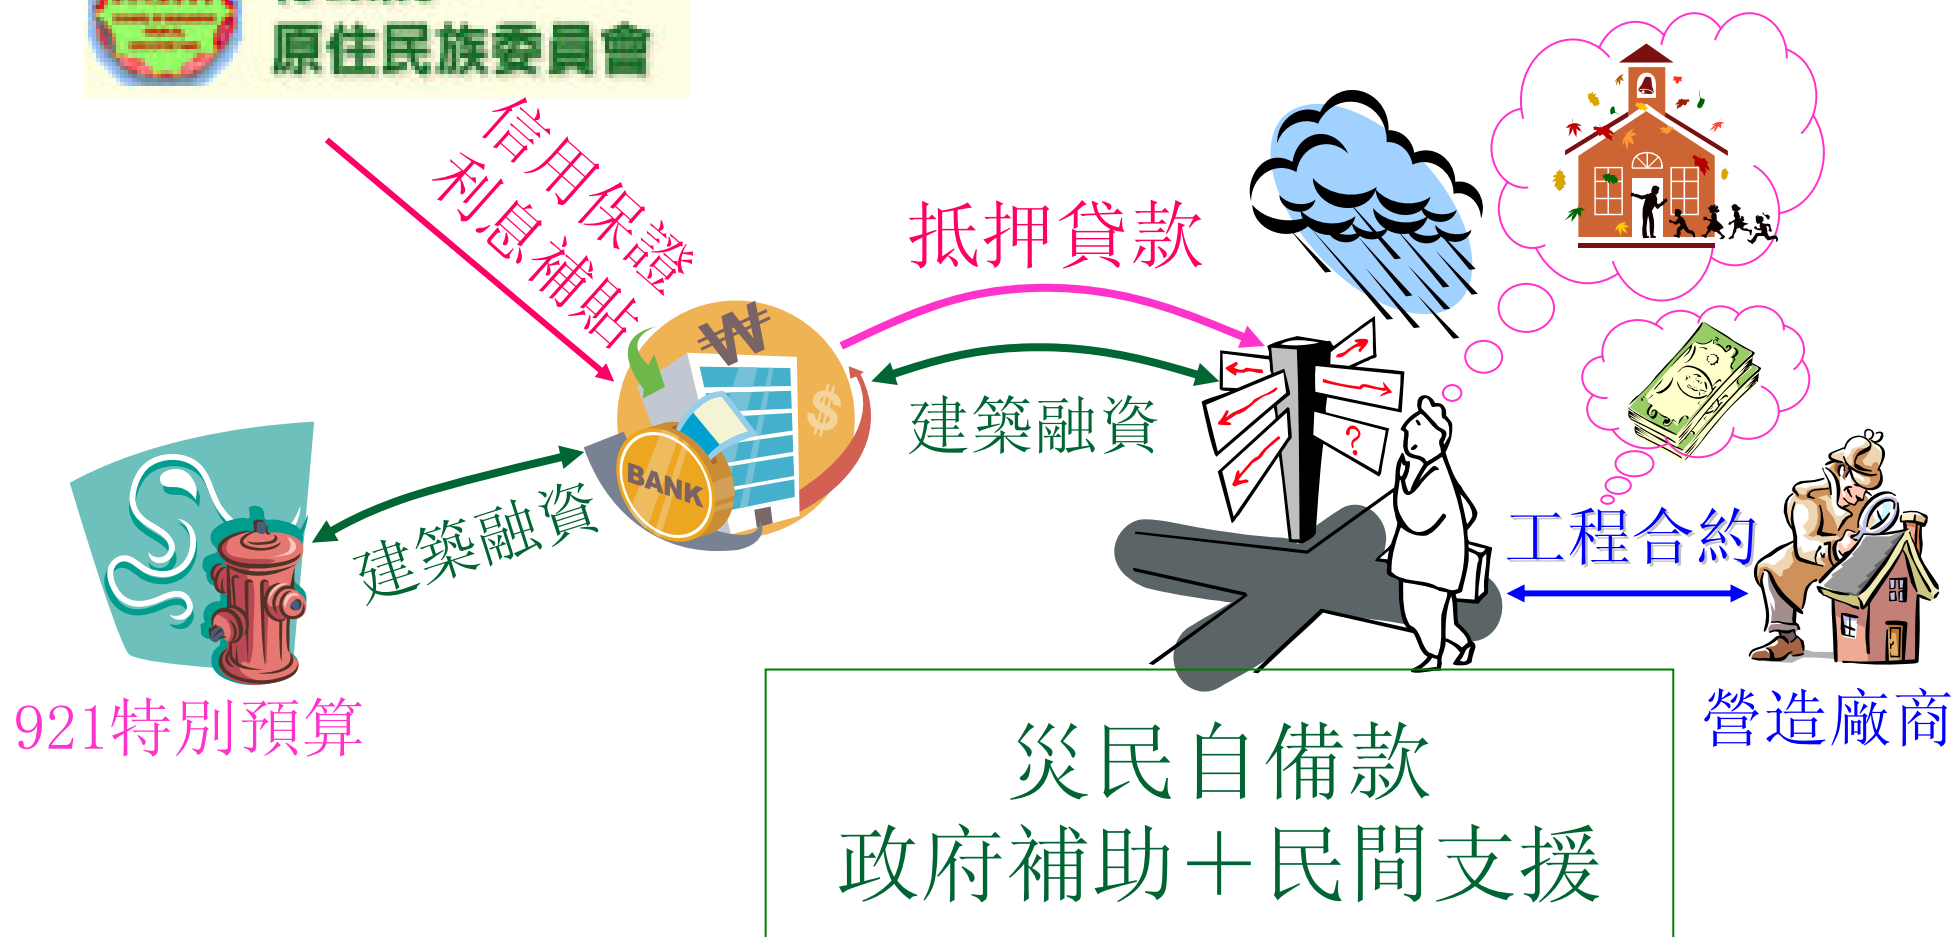 原住民族委員會
信用保證
利息補貼
抵押貸款
建築融資
BANK
$
?
建築融資
工程合約
921特別預算
營造廠商
災民自備款
政府補助＋民間支援